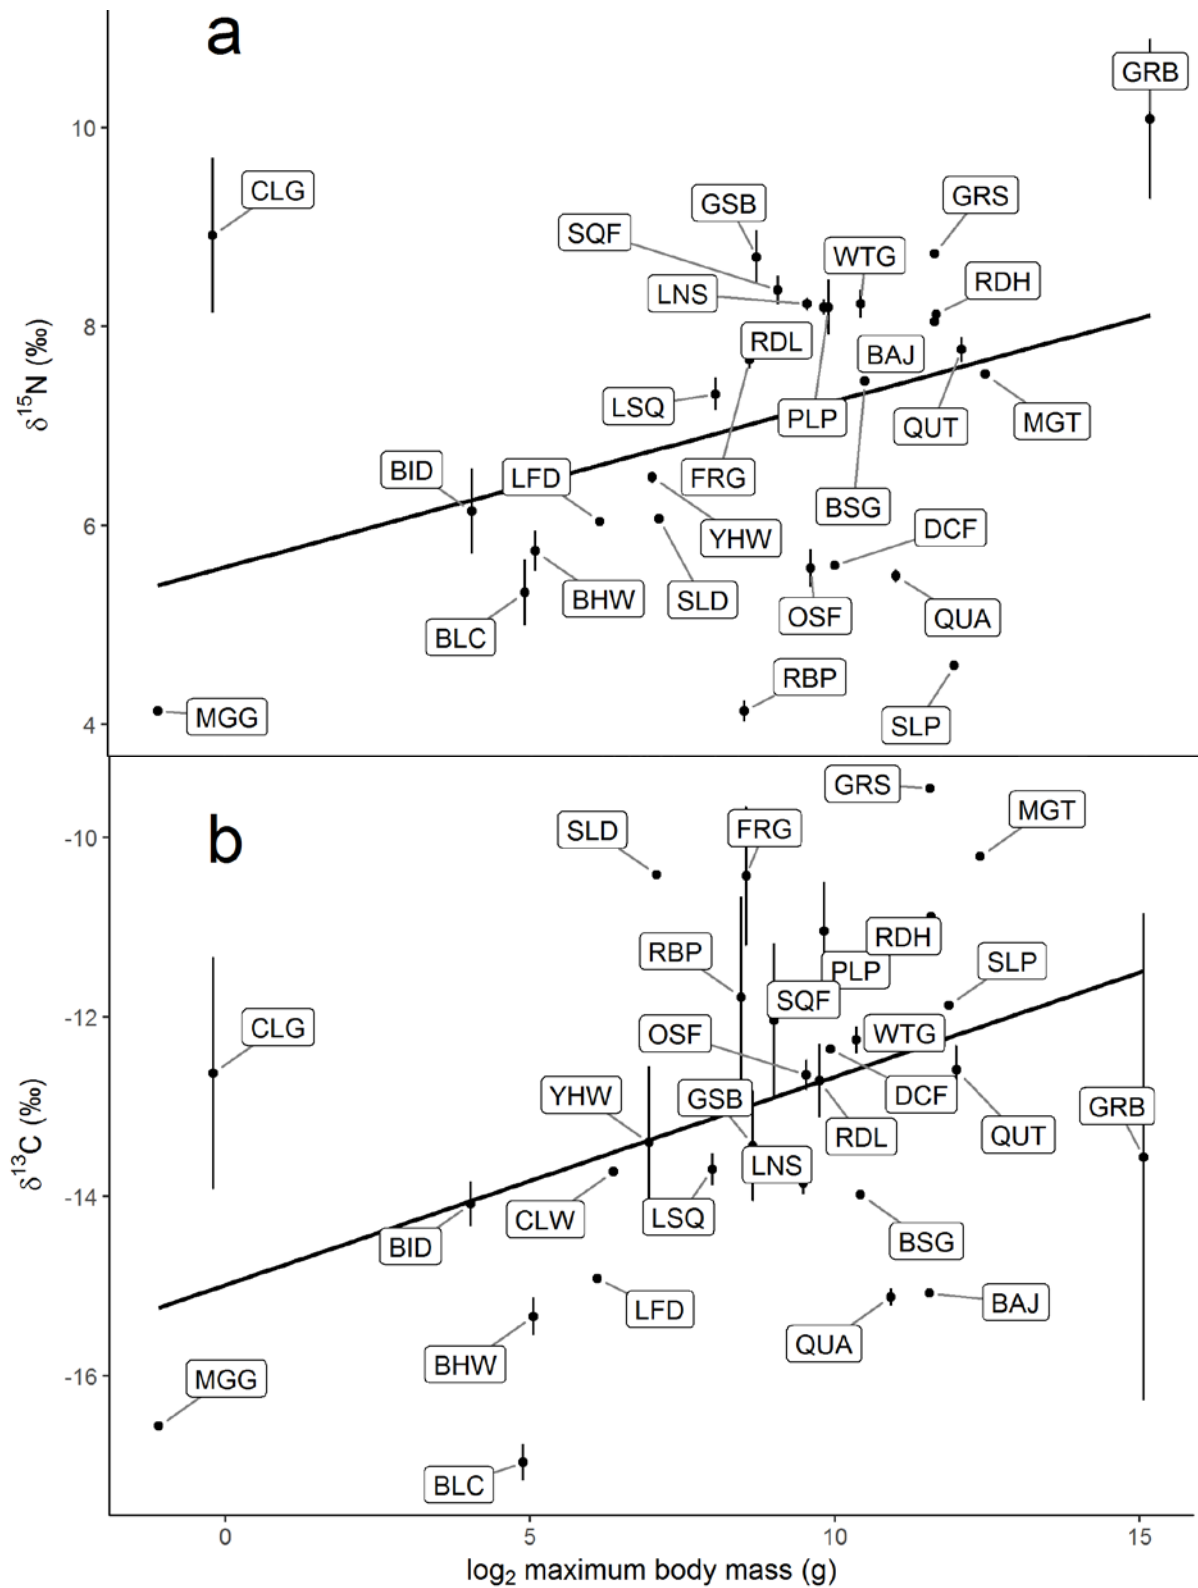 a
GRB
10
CLG
GSB
GRS
SQF
WTG
LNS
RDH
8
RDL
BAJ
LSQ
PLP
QUT
MGT
BID
LFD
FRG
BSG
YHW
DCF
6
BHW
SLD
OSF
QUA
BLC
RBP
MGG
SLP
4
δ¹⁵N (‰)
b
GRS
MGT
SLD
FRG
-10
RDH
RBP
PLP
SLP
SQF
-12
CLG
OSF
WTG
YHW
GSB
DCF
GRB
RDL
QUT
LNS
-14
CLW
LSQ
BID
BSG
LFD
BAJ
BHW
QUA
MGG
-16
BLC
δ¹³C (‰)
0 5 10 15
log₂ maximum body mass (g)